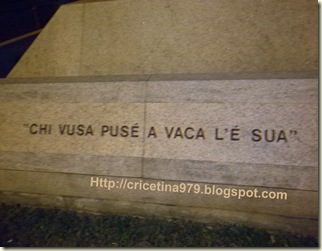 "CHI VUSA PUSÉ A VACA L'É SUA"
Http://cricetina979.blogspot.com